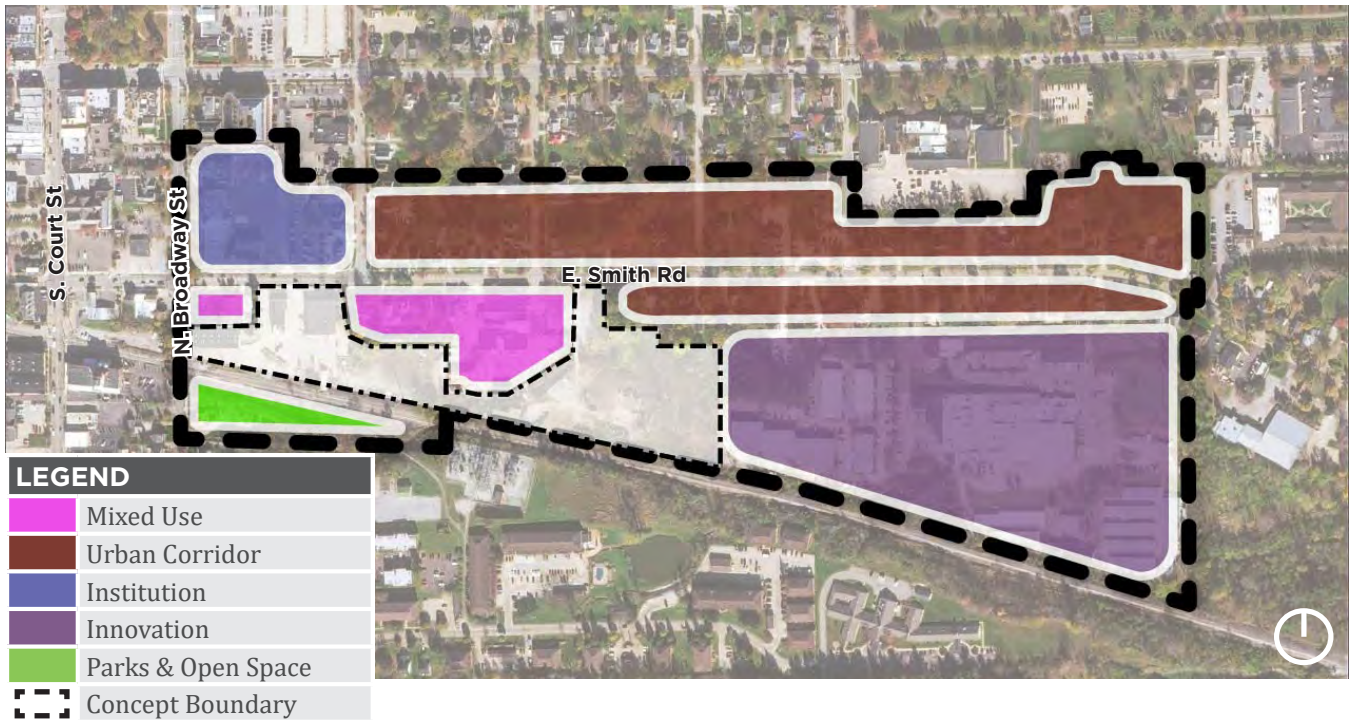 S. Court St
N. Broadway St
E. Smith Rd
LEGEND
Mixed Use
Urban Corridor
Institution
Innovation
Parks & Open Space
Concept Boundary